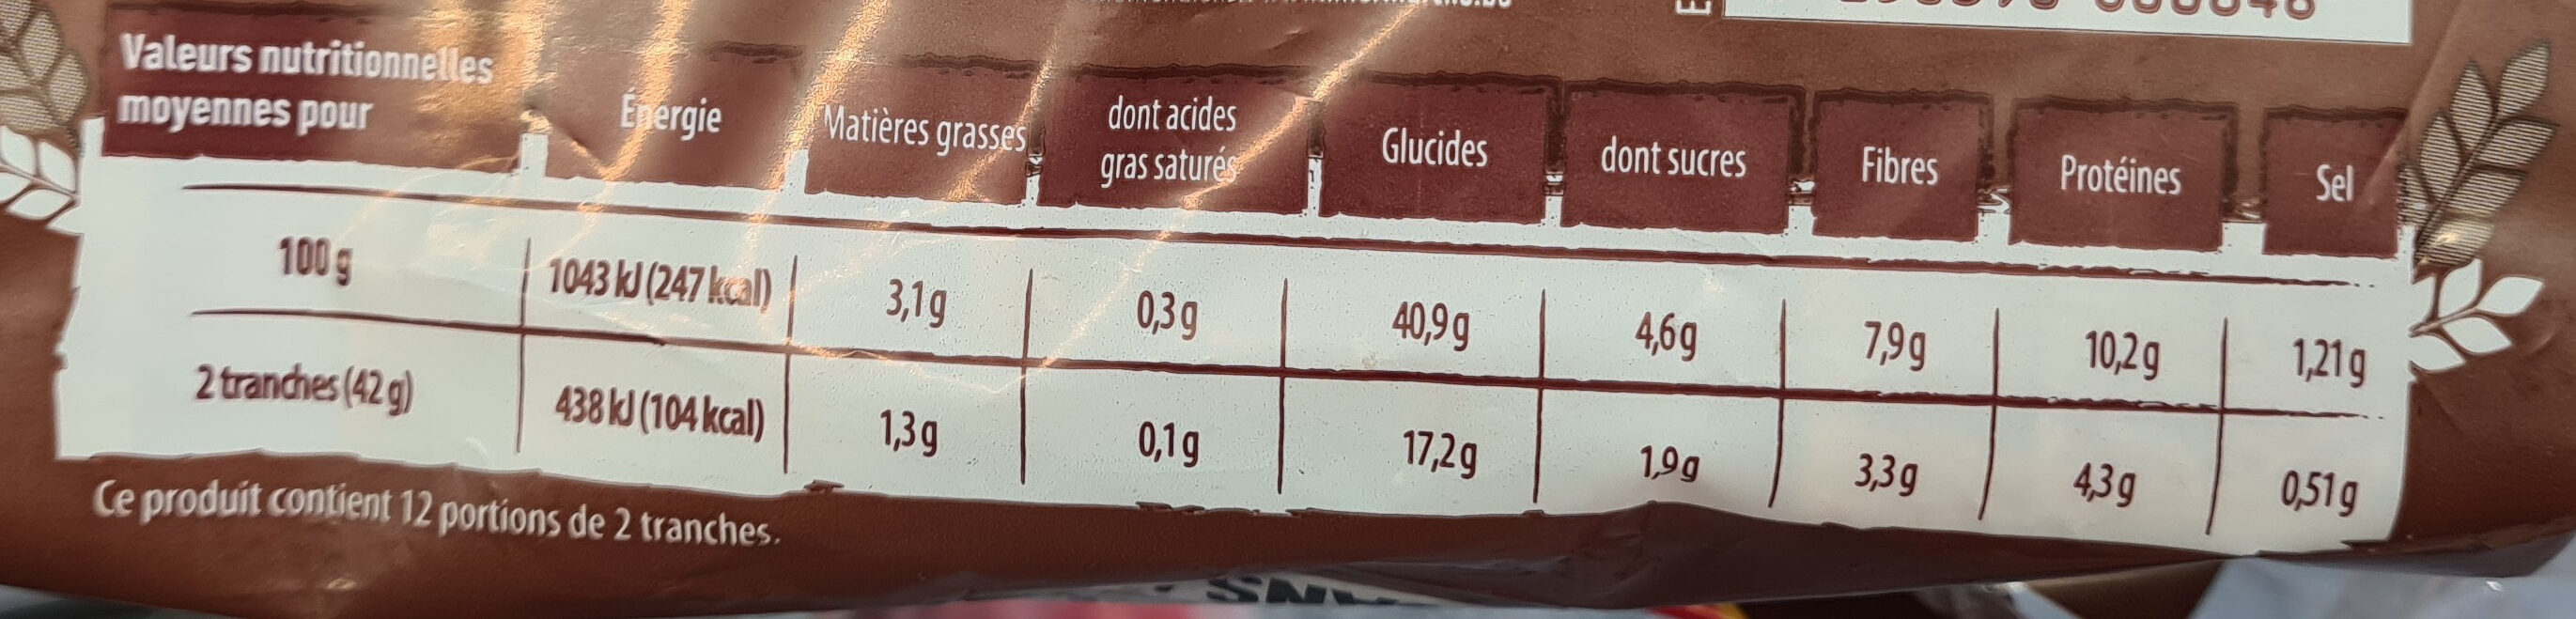 Valeurs nutritionnelles
moyennes pour
Énergie
Matières grasses
dont acides
gras saturés
Glucides
dont sucres
Fibres
Protéines
Sel
100 g 1043 kJ (247 kcal) 3,1 g 0,3 g 40,9 g 4,6 g 7,9 g 10,2 g 1,21 g
2 tranches (42 g) 438 kJ (104 kcal) 1,3 g 0,1 g 17,2 g 1,9 g 3,3 g 4,3 g 0,51 g
Ce produit contient 12 portions de 2 tranches.